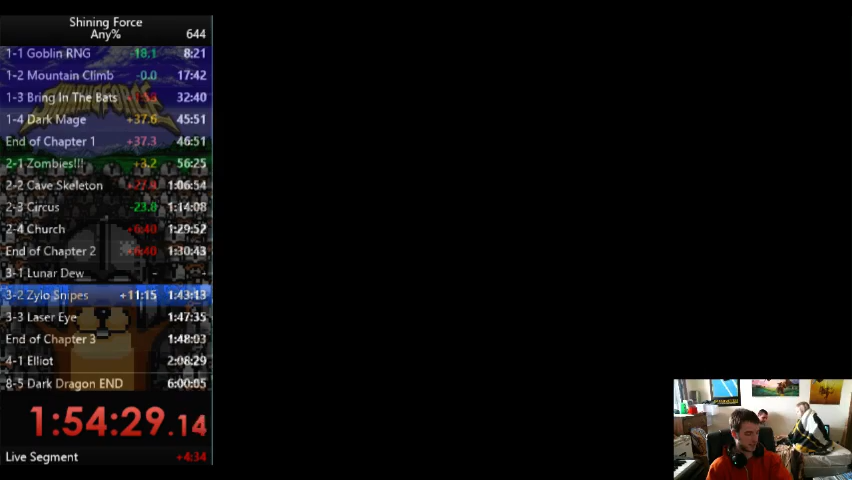 Shining Force
Any% 644
1-1 Goblin RNG -18.1 8:21
1-2 Mountain Climb -0.0 17:42
1-3 Bring In The Bats 32:40
1-4 Dark Mage +37.6 45:51
End of Chapter 1 +37.3 46:51
2-1 Zombies!!! +3.2 56:25
2-2 Cave Skeleton 1:06:54
2-3 Circus -23.8 1:14:08
2-4 Church +6:40 1:29:52
End of Chapter 2 +6:40 1:30:43
3-1 Lunar Dew - -
3-2 Zylo Snipes +11:15 1:43:13
3-3 Laser Eye 1:47:35
End of Chapter 3 1:48:03
4-1 Elliot 2:08:29
8-5 Dark Dragon END 6:00:05
1:54:29.14
Live Segment +4:34